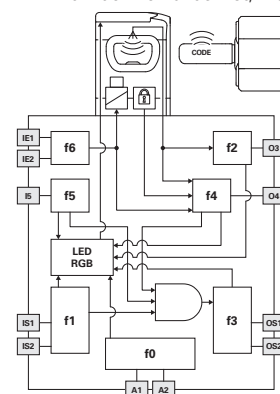 CODE
IE1
f6
f2
O3
IE2
I5
f5
f4
O4
LED
RGB
IS1
f1
f3
OS1
IS2
OS2
f0
A1
A2